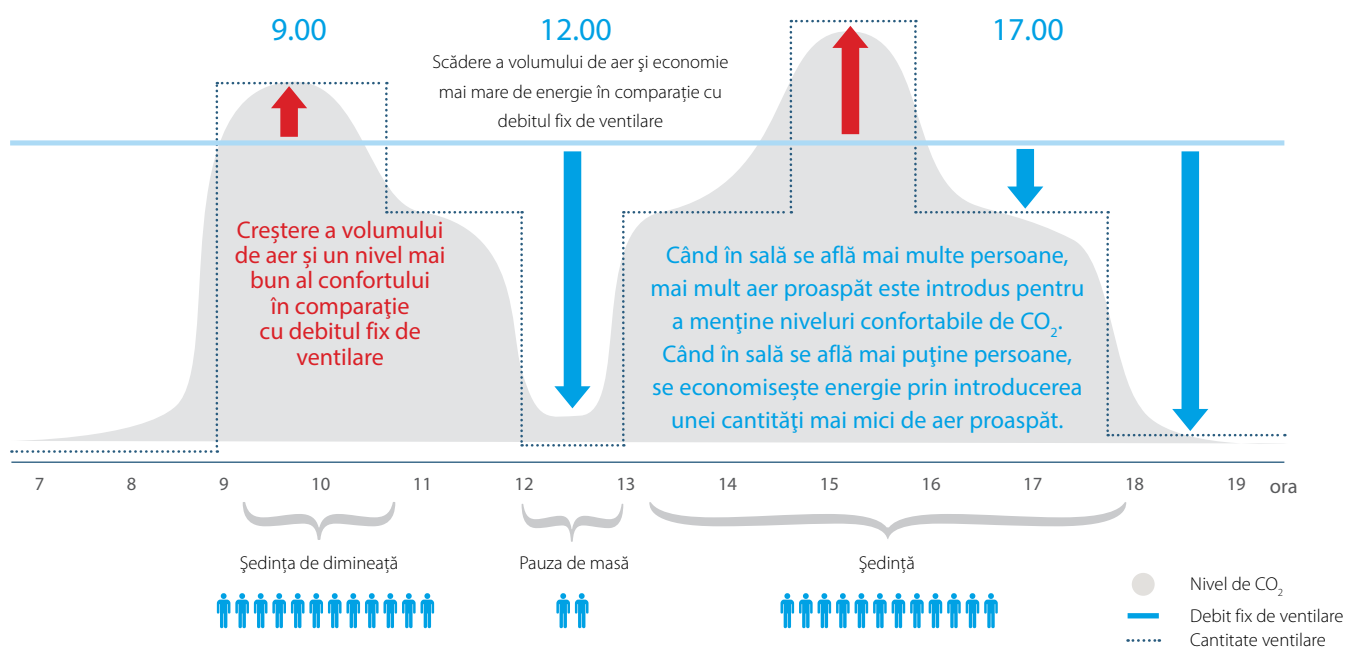 9.00
12.00
17.00
Scădere a volumului de aer şi economie
mai mare de energie în comparaţie cu
debitul fix de ventilare
Creştere a volumului
de aer şi un nivel mai
bun al confortului
în comparaţie
cu debitul fix de
ventilare
Când în sală se află mai multe persoane,
mai mult aer proaspăt este introdus pentru
a menţine niveluri confortabile de CO₂.
Când în sală se află mai puţine persoane,
se economiseşte energie prin introducerea
unei cantităţi mai mici de aer proaspăt.
7 8 9 10 11 12 13 14 15 16 17 18 19 ora
Şedinţa de dimineaţă
Pauza de masă
Şedinţă
Nivel de CO₂
Debit fix de ventilare
Cantitate ventilare